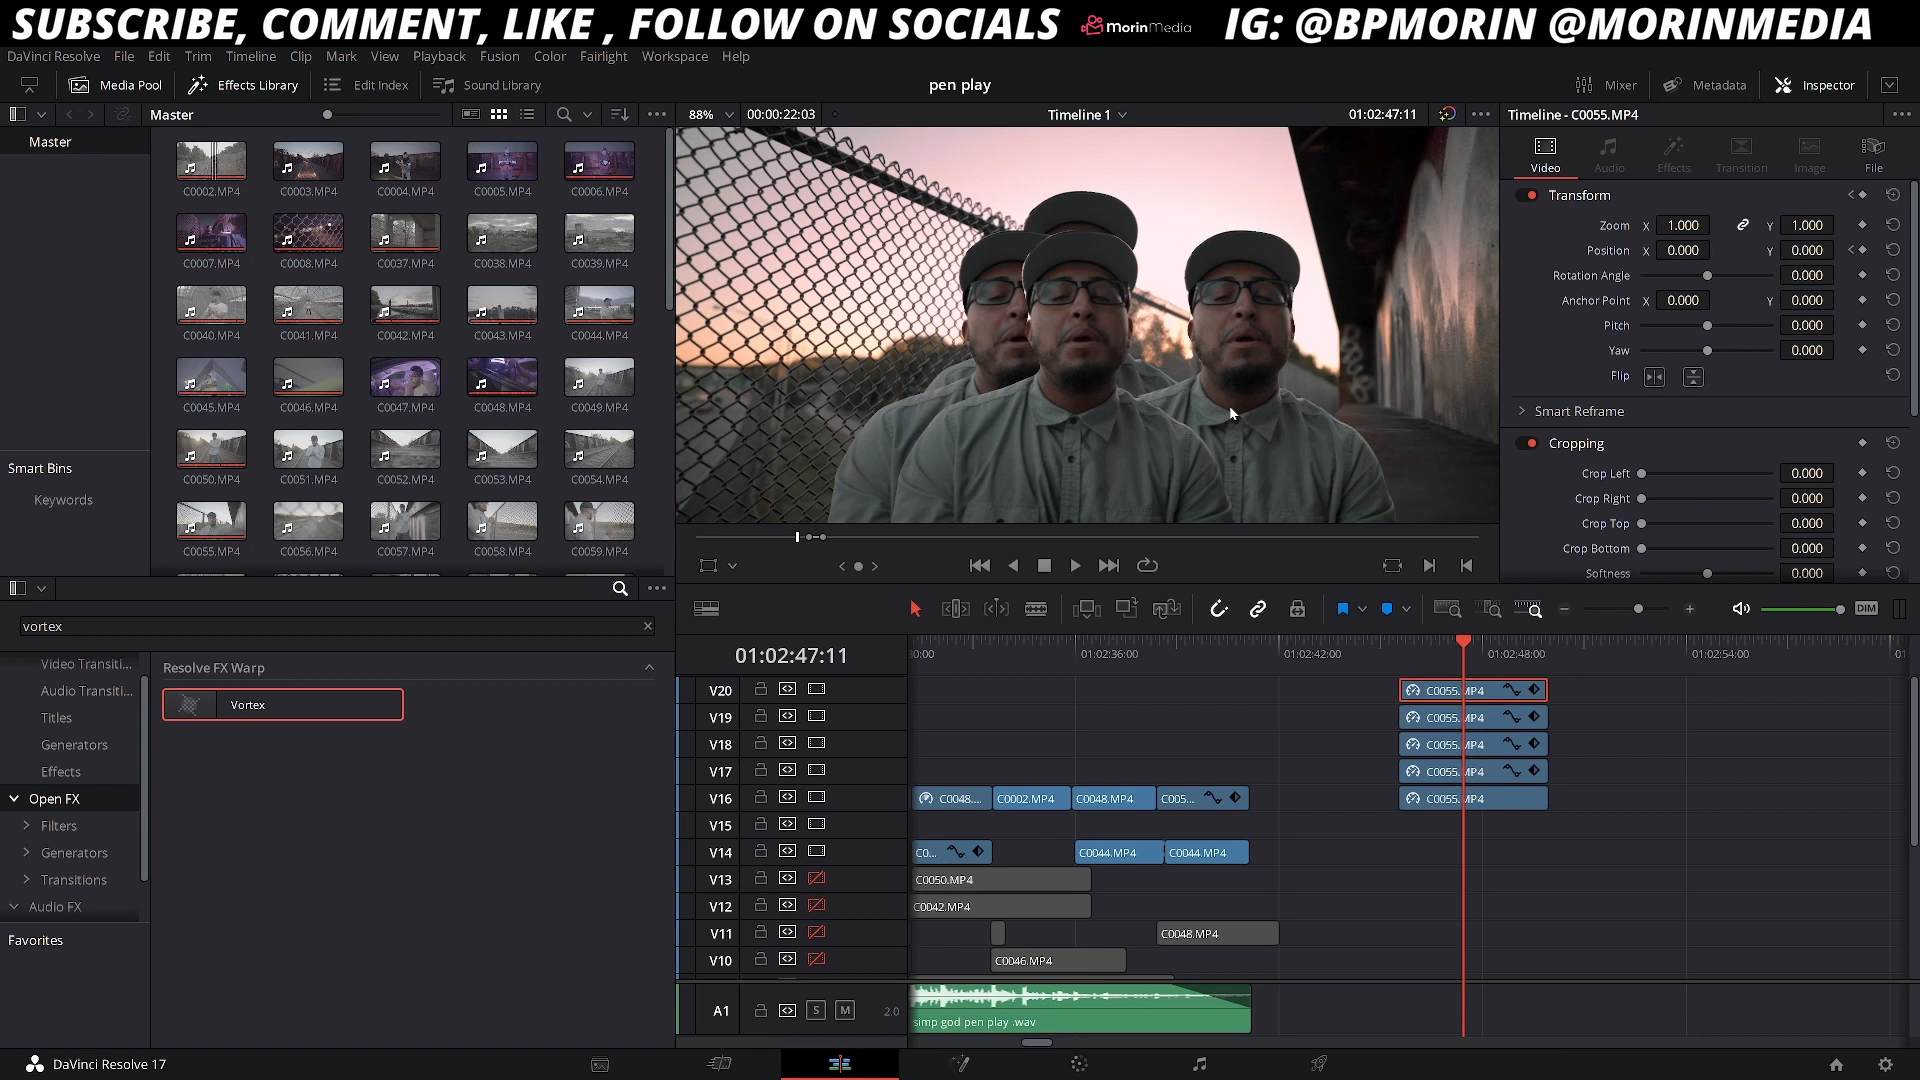 SUBSCRIBE, COMMENT, LIKE , FOLLOW ON SOCIALS morinMedia IG: @BPMORIN @MORINMEDIA
DaVinci Resolve File Edit Trim Timeline Clip Mark View Playback Fusion Color Fairlight Workspace Help
Media Pool Effects Library Edit Index Sound Library pen play Mixer Metadata Inspector
Master 88% 00:00:22:03 Timeline 1 01:02:47:11 Timeline - C0055.MP4
Master
Video Audio Effects Transition Image File
C0002.MP4 C0003.MP4 C0004.MP4 C0005.MP4 C0006.MP4
C0007.MP4 C0008.MP4 C0037.MP4 C0038.MP4 C0039.MP4
C0040.MP4 C0041.MP4 C0042.MP4 C0043.MP4 C0044.MP4
C0045.MP4 C0046.MP4 C0047.MP4 C0048.MP4 C0049.MP4
C0050.MP4 C0051.MP4 C0052.MP4 C0053.MP4 C0054.MP4
C0055.MP4 C0056.MP4 C0057.MP4 C0058.MP4 C0059.MP4
Smart Bins
Keywords
Transform
Zoom X 1.000 Y 1.000
Position X 0.000 Y 0.000
Rotation Angle 0.000
Anchor Point X 0.000 Y 0.000
Pitch 0.000
Yaw 0.000
Flip
Smart Reframe
Cropping
Crop Left 0.000
Crop Right 0.000
Crop Top 0.000
Crop Bottom 0.000
Softness 0.000
vortex
Video Transiti...
Audio Transiti...
Titles
Generators
Effects
Open FX
Filters
Generators
Transitions
Audio FX
Favorites
Resolve FX Warp
Vortex
DIM
01:02:47:11 30:00 01:02:36:00 01:02:42:00 01:02:48:00 01:02:54:00 01
V20 C0055.MP4
V19 C0055.MP4
V18 C0055.MP4
V17 C0055.MP4
V16 C0048.... C0002.MP4 C0048.MP4 C005... C0055.MP4
V15
V14 C0... C0044.MP4 C0044.MP4
V13 C0050.MP4
V12 C0042.MP4
V11 C0048.MP4
V10 C0046.MP4
A1 S M 2.0 simp god pen play .wav
DaVinci Resolve 17